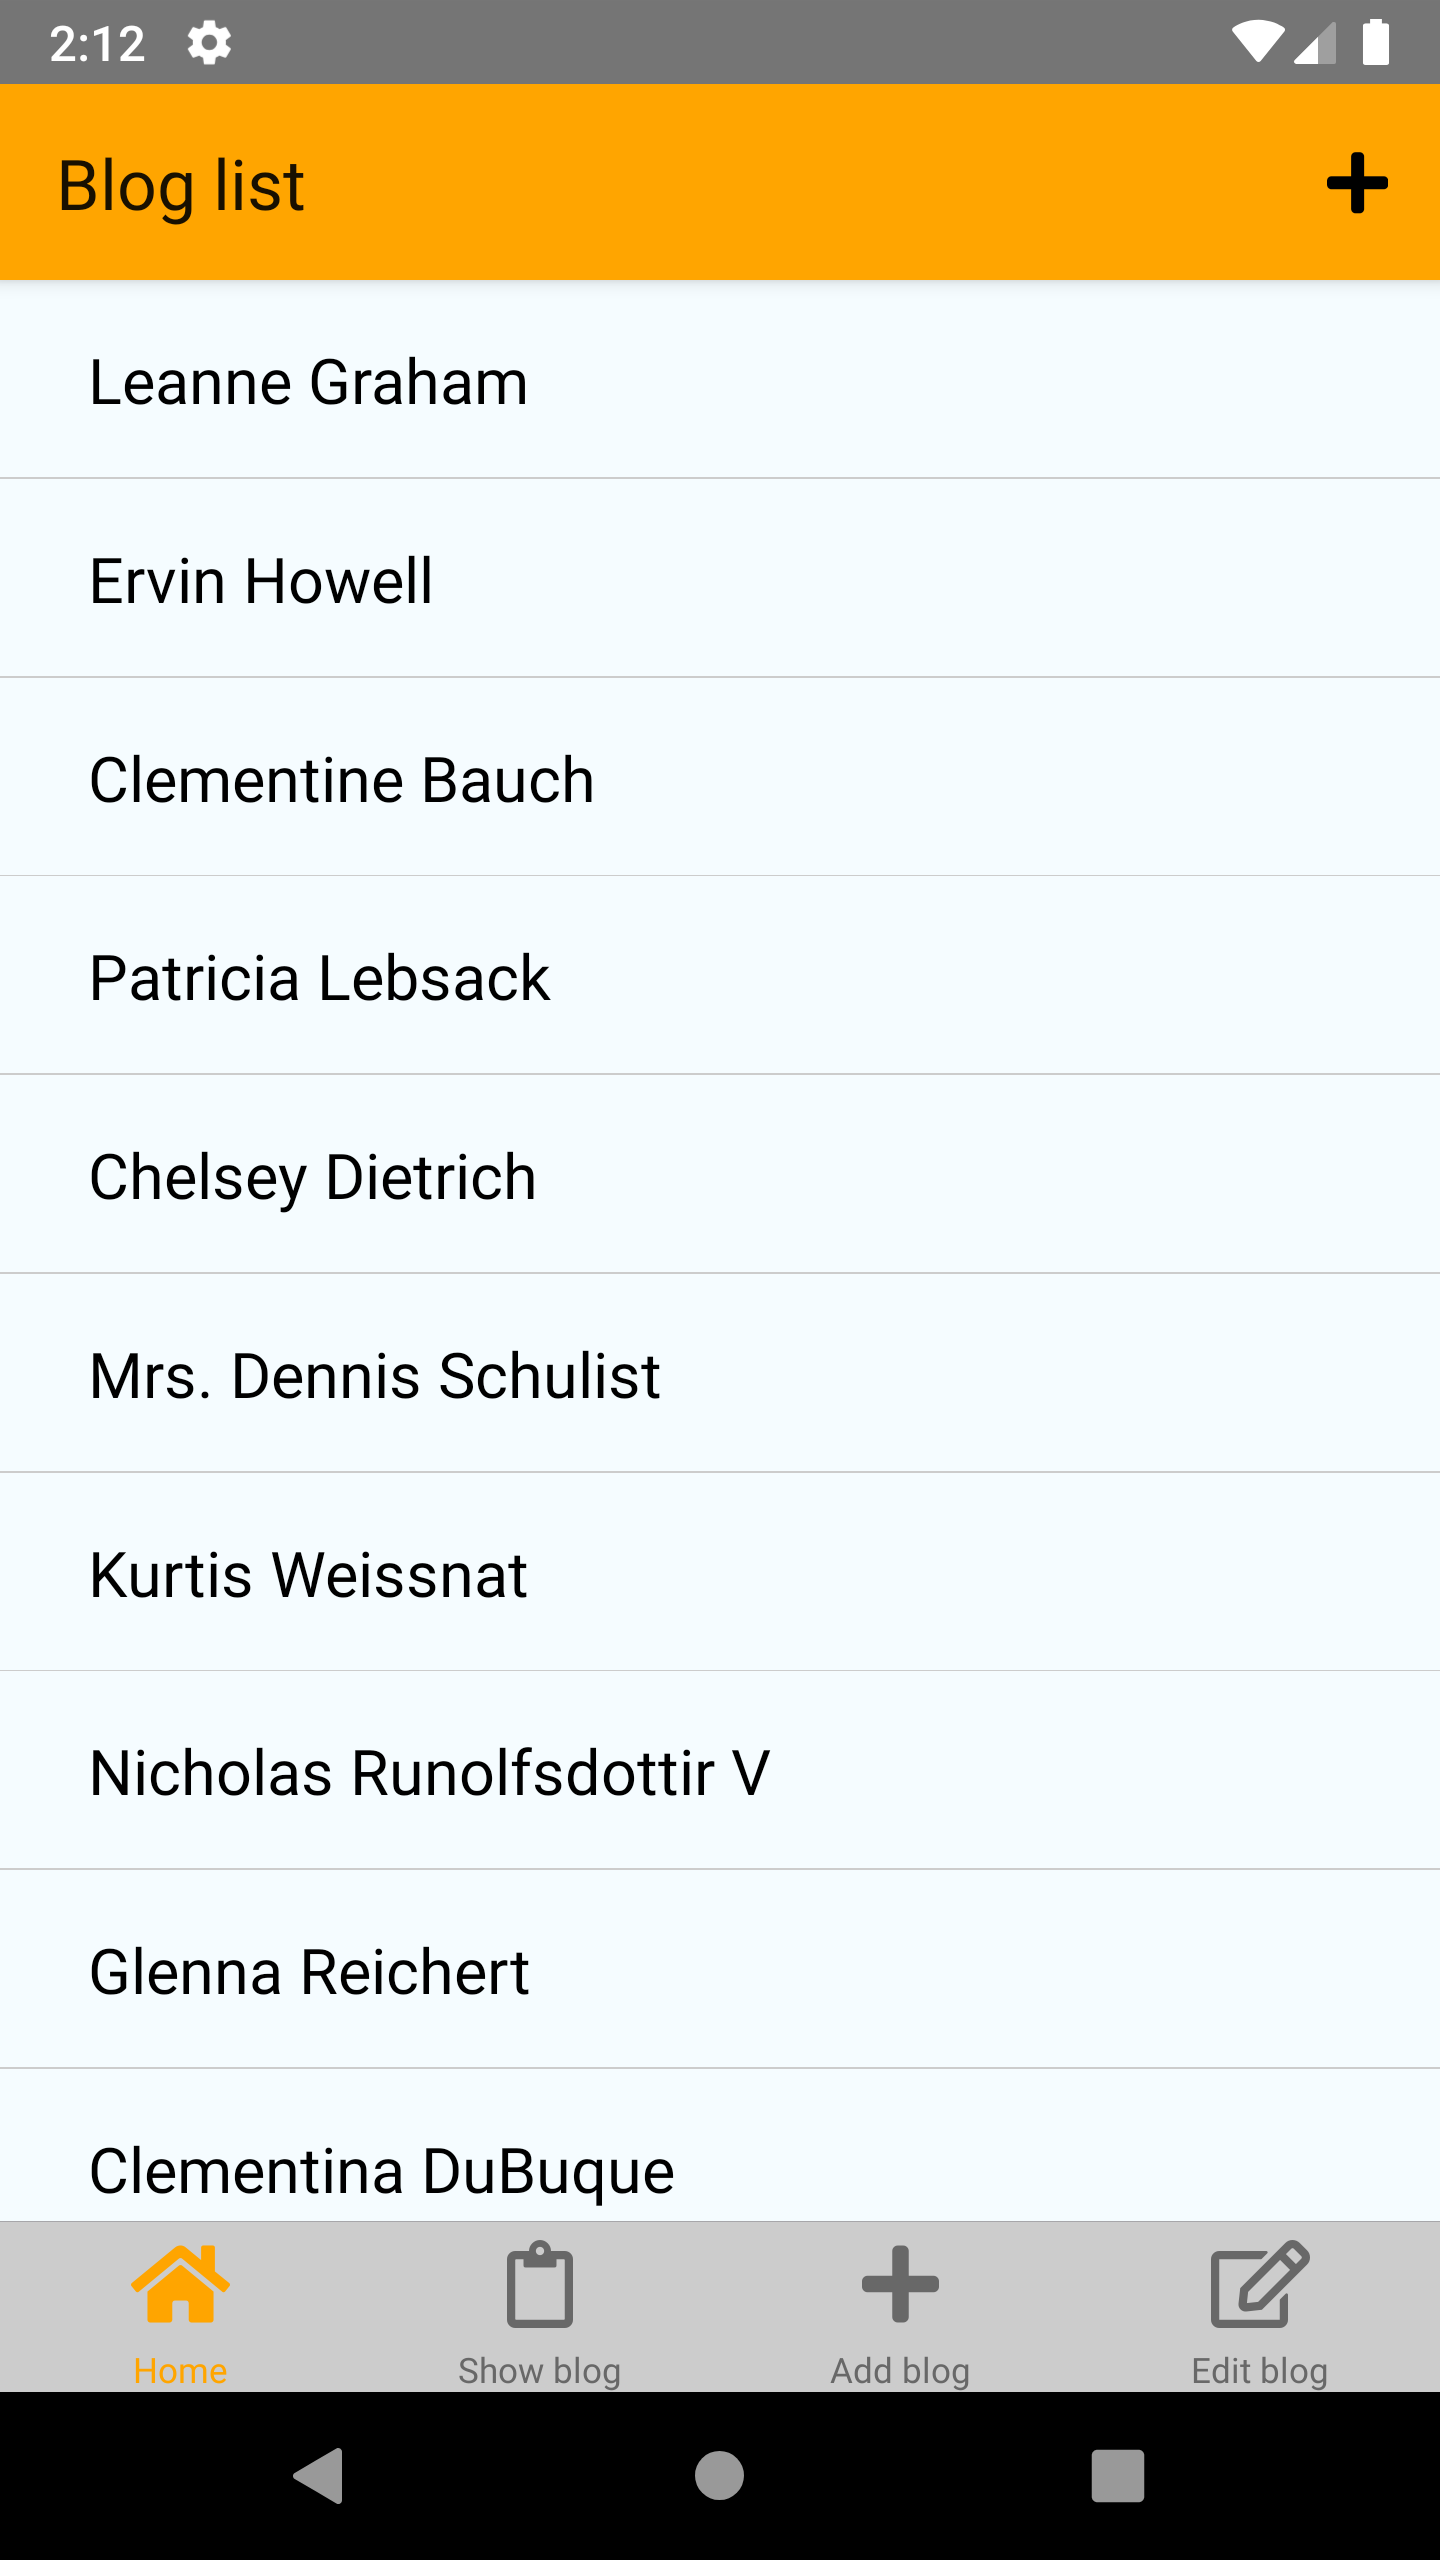 2:12
Blog list
Leanne Graham
Ervin Howell
Clementine Bauch
Patricia Lebsack
Chelsey Dietrich
Mrs. Dennis Schulist
Kurtis Weissnat
Nicholas Runolfsdottir V
Glenna Reichert
Clementina DuBuque
Home
Show blog
Add blog
Edit blog